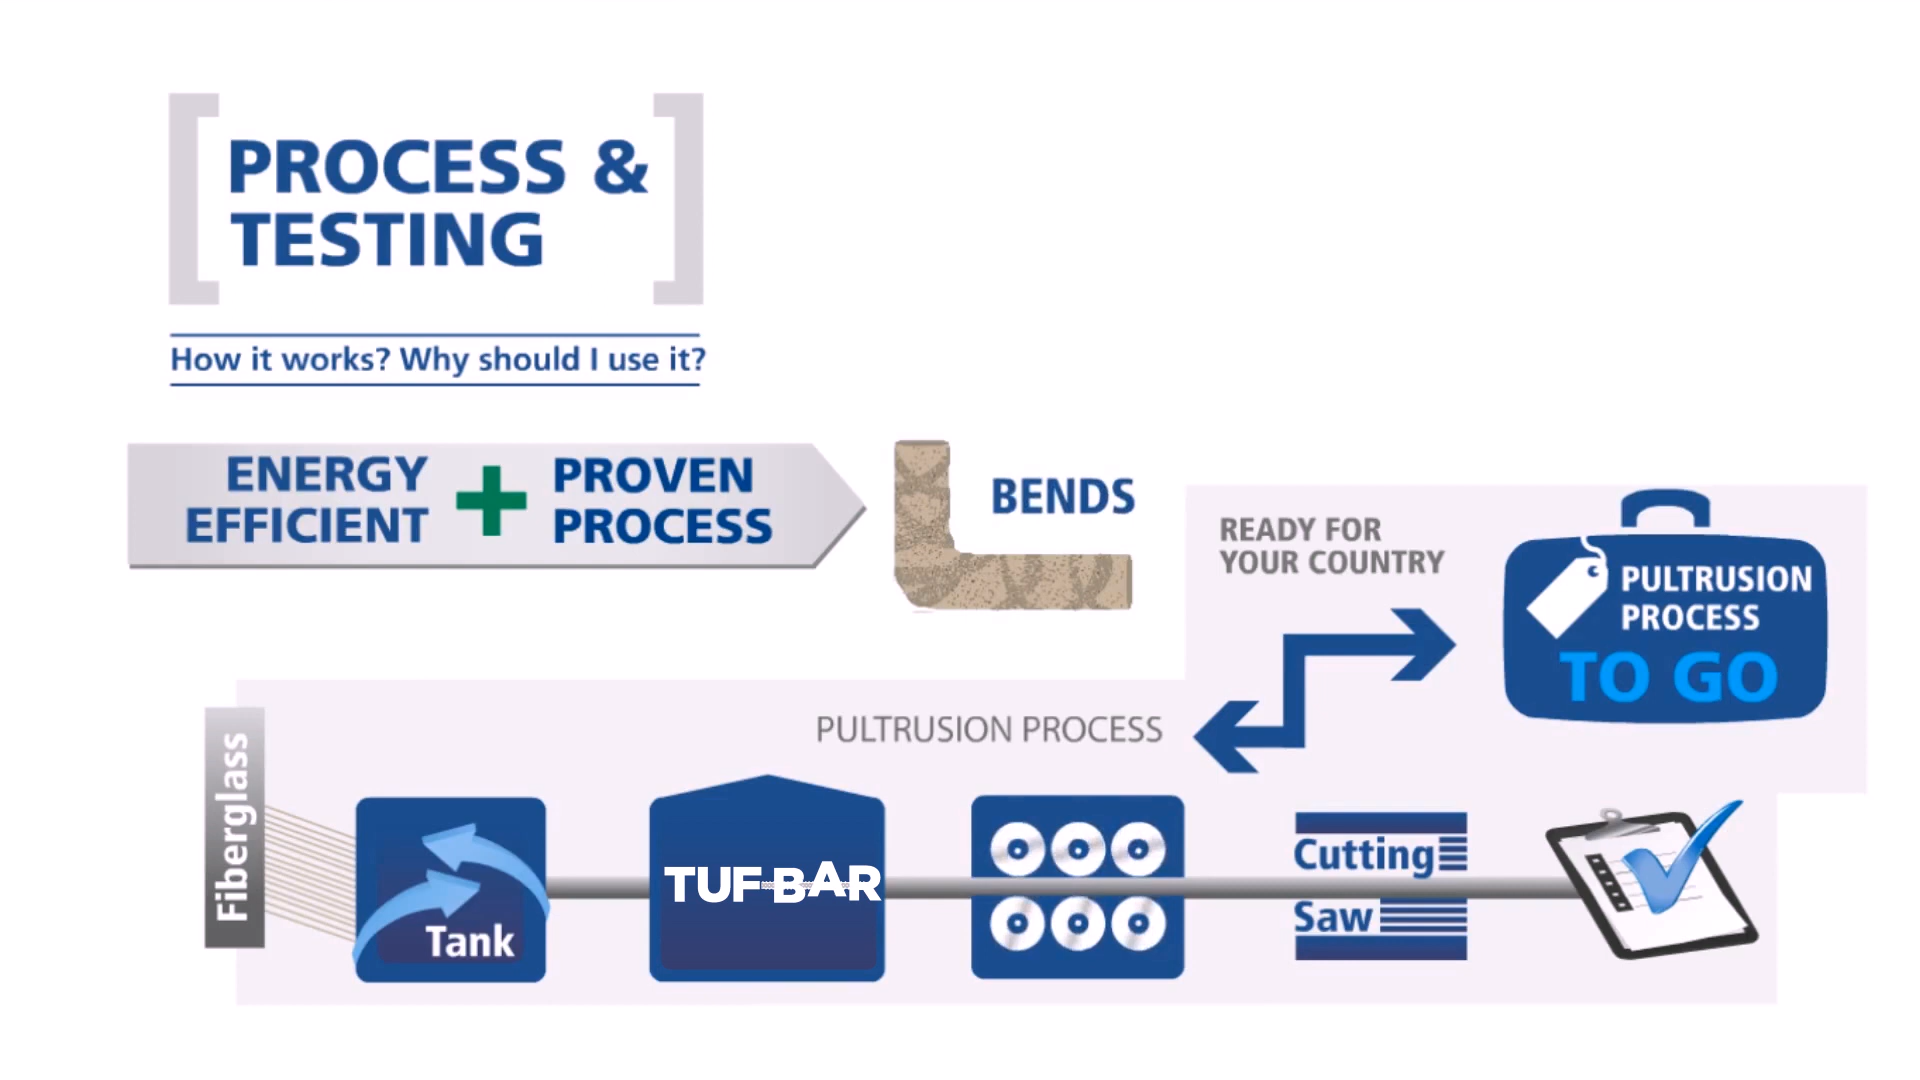 PROCESS &
TESTING
How it works? Why should I use it?
ENERGY
EFFICIENT
PROVEN
PROCESS
BENDS
READY FOR
YOUR COUNTRY
PULTRUSION
PROCESS
TO GO
PULTRUSION PROCESS
Fiberglass
Tank
TUF-BAR
Cutting
Saw